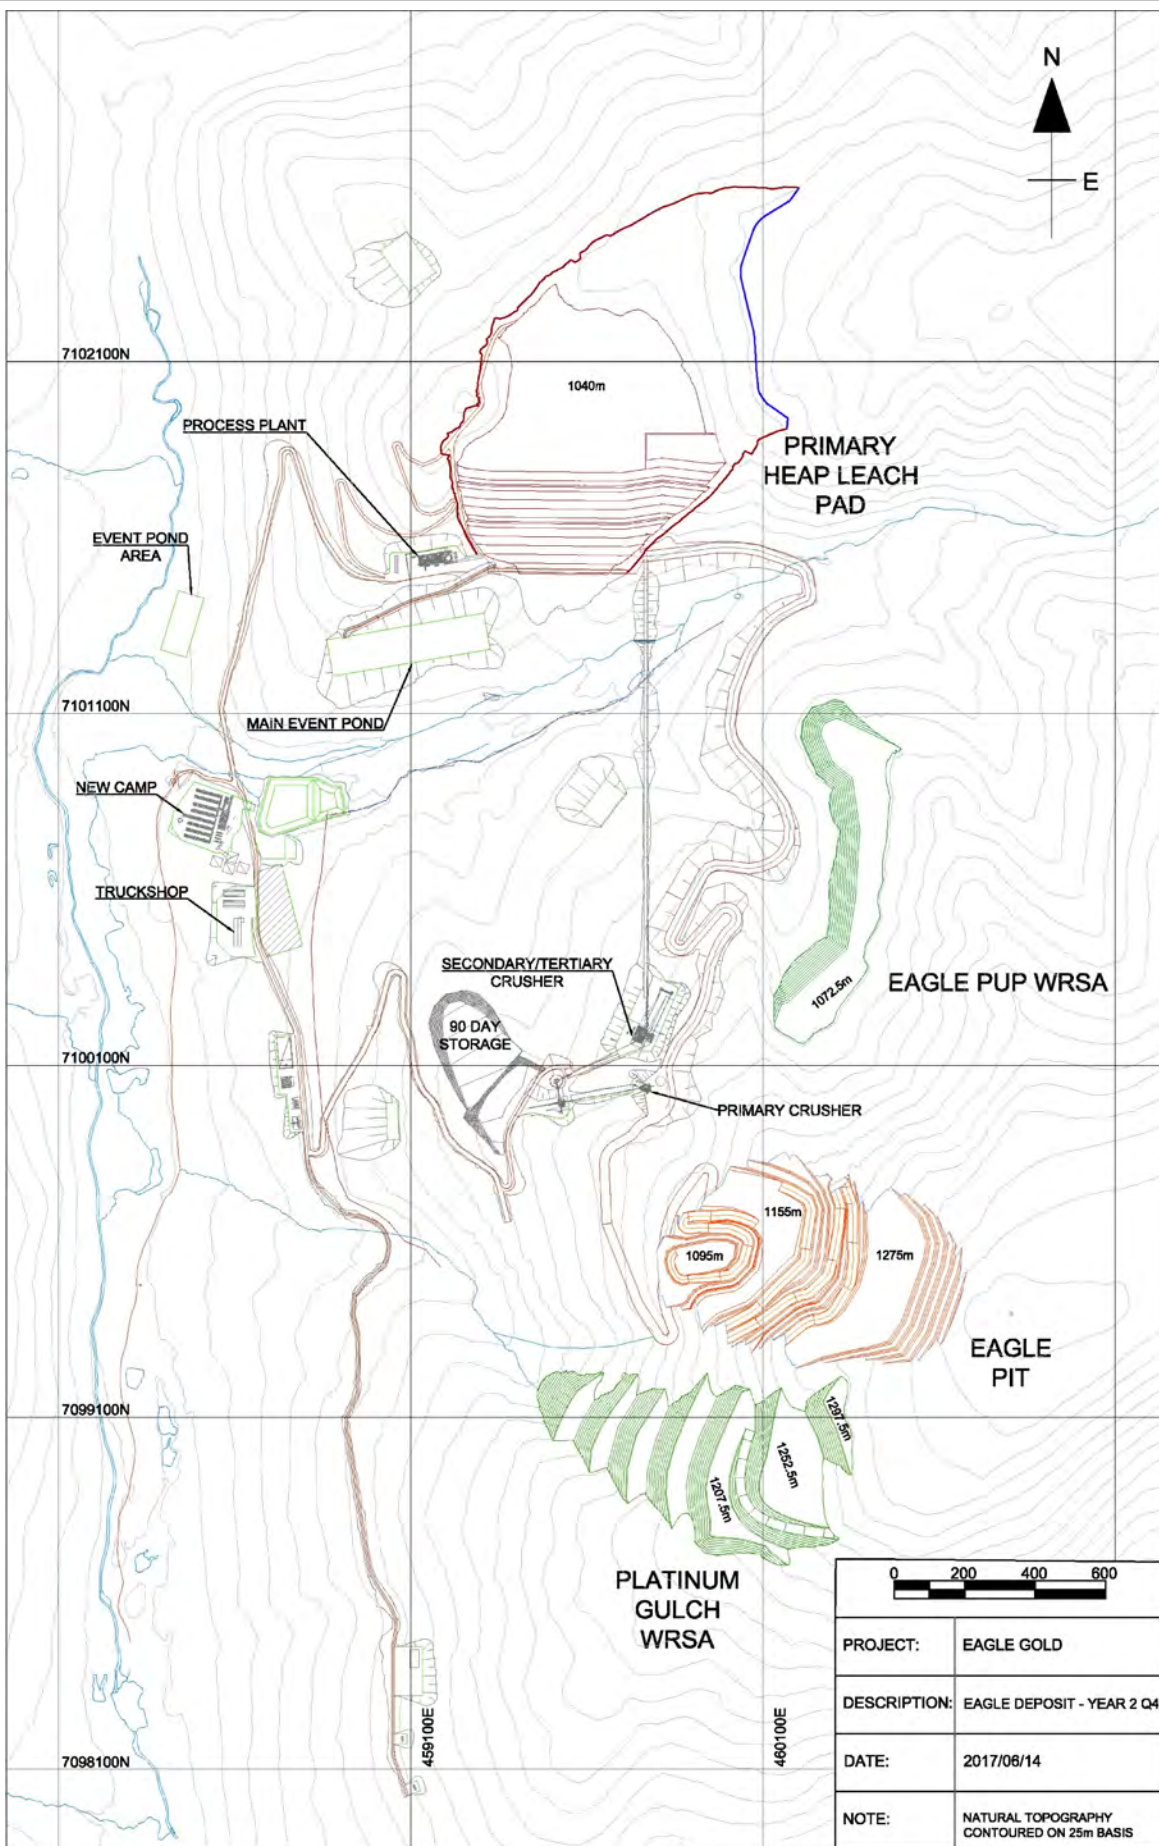 N
E
7102100N
1040m
PROCESS PLANT
PRIMARY
HEAP LEACH
PAD
EVENT POND
AREA
7101100N
MAIN EVENT POND
NEW CAMP
TRUCKSHOP
SECONDARY/TERTIARY
CRUSHER
EAGLE PUP WRSA
1072.5m
90 DAY
STORAGE
7100100N
PRIMARY CRUSHER
1155m
1095m
1275m
EAGLE
PIT
7099100N
1297.5m
1252.5m
1207.5m
PLATINUM
GULCH
WRSA
0 200 400 600
PROJECT: EAGLE GOLD
DESCRIPTION: EAGLE DEPOSIT - YEAR 2 Q4
459100E
460100E
7098100N
DATE: 2017/06/14
NOTE: NATURAL TOPOGRAPHY
CONTOURED ON 25m BASIS